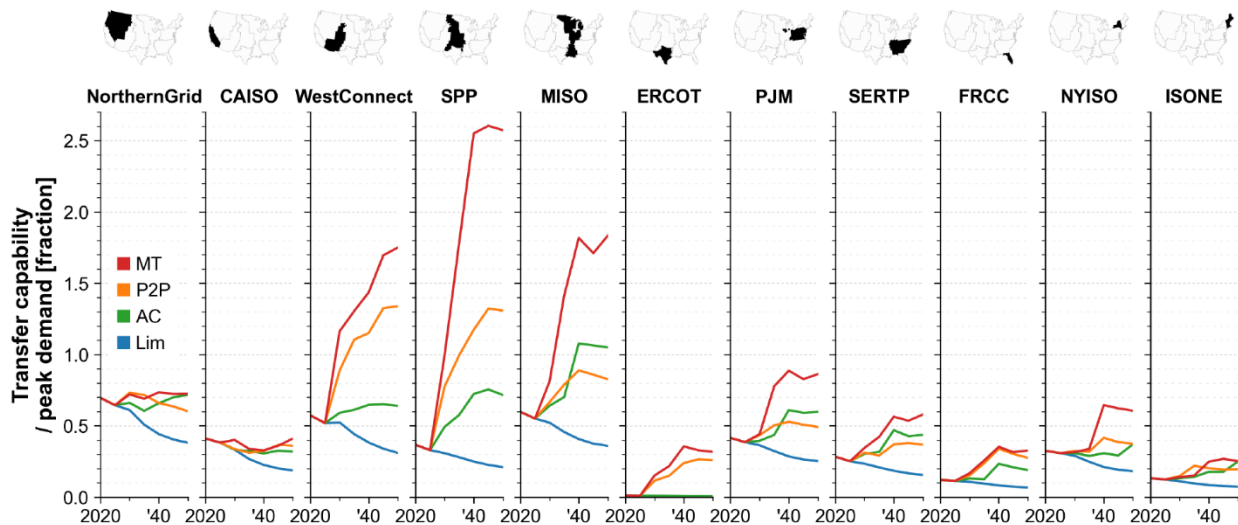 NorthernGrid CAISO WestConnect SPP MISO ERCOT PJM SERTP FRCC NYISO ISONE
Transfer capability
/ peak demand [fraction]
2.5
2.0
1.5
1.0
0.5
0.0
MT
P2P
AC
Lim
2020 '40 2020 '40 2020 '40 2020 '40 2020 '40 2020 '40 2020 '40 2020 '40 2020 '40 2020 '40 2020 '40